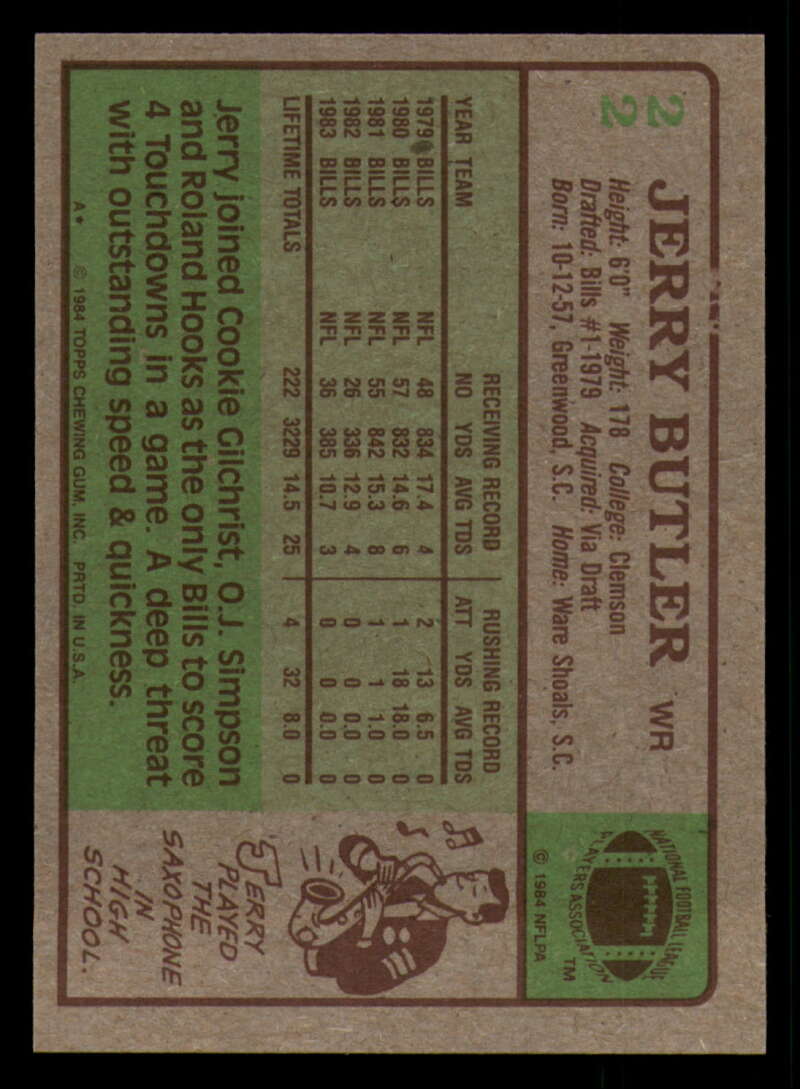 22
JERRY BUTLER WR
Height: 6'0" Weight: 178 College: Clemson
Drafted: Bills #1-1979 Acquired: Via Draft
Born: 10-12-57, Greenwood, S.C. Home: Ware Shoals, S.C.
NATIONAL FOOTBALL LEAGUE
PLAYERS ASSOCIATION
TM
© 1984 NFLPA
RECEIVING RECORD RUSHING RECORD
YEAR TEAM NO YDS AVG TDS ATT YDS AVG TDS
1979 BILLS NFL 48 834 17.4 4 2 13 6.5 0
1980 BILLS NFL 57 832 14.6 6 1 18 18.0 0
1981 BILLS NFL 55 842 15.3 8 1 1 1.0 0
1982 BILLS NFL 26 336 12.9 4 0 0 0.0 0
1983 BILLS NFL 36 385 10.7 3 0 0 0.0 0
LIFETIME TOTALS 222 3229 14.5 25 4 32 8.0 0
Jerry joined Cookie Gilchrist, O.J. Simpson
and Roland Hooks as the only Bills to score
4 Touchdowns in a game. A deep threat
with outstanding speed & quickness.
JERRY
PLAYED
THE
SAXOPHONE
IN
HIGH
SCHOOL.
A* © 1984 TOPPS CHEWING GUM, INC. PRTD. IN U.S.A.